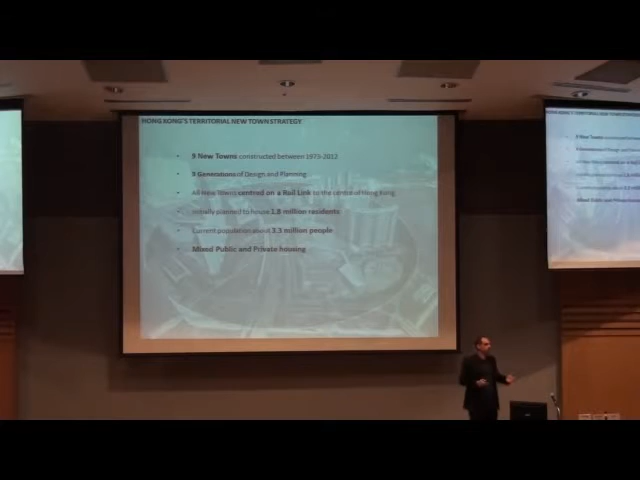 HONG KONG'S TERRITORIAL NEW TOWN STRATEGY
• 9 New Towns constructed between 1973-2012
• 3 Generations of Design and Planning
• All New Towns centred on a Rail Link to the centre of Hong Kong
• Initially planned to house 1.8 million residents
• Current population about 3.3 million people
• Mixed Public and Private housing